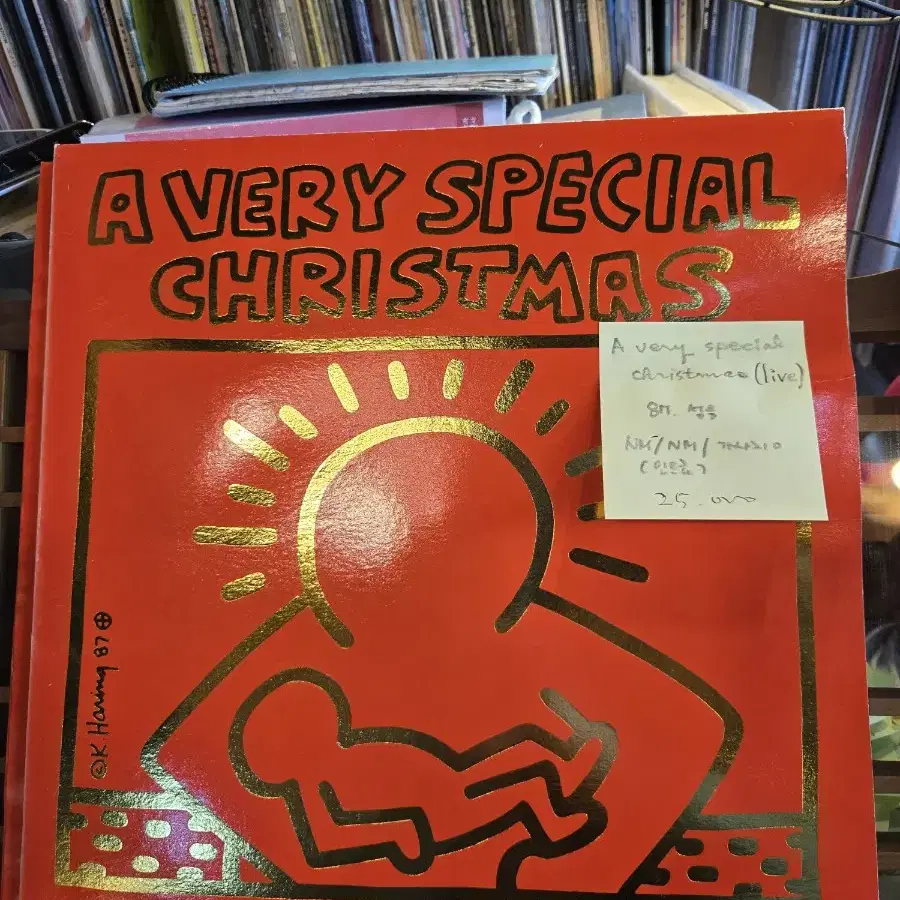 A VERY SPECIAL
CHRISTMAS
A very special
christmas (live)
87. 성음
NM/NM/
25.000
©K Haring 87